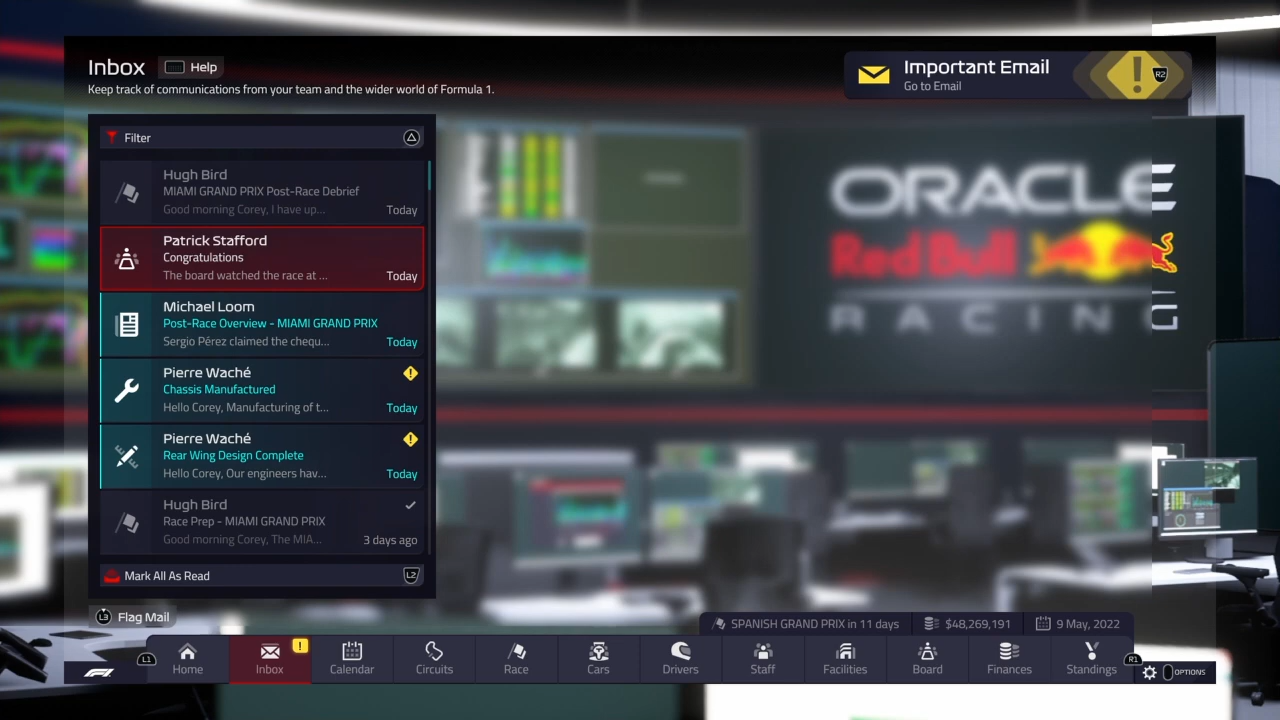 Inbox
Help
Keep track of communications from your team and the wider world of Formula 1.
Important Email
Go to Email
R2
Filter
Hugh Bird
MIAMI GRAND PRIX Post-Race Debrief
Good morning Corey, I have up...
Today
Patrick Stafford
Congratulations
The board watched the race at ...
Today
Michael Loom
Post-Race Overview - MIAMI GRAND PRIX
Sergio Pérez claimed the chequ...
Today
Pierre Waché
Chassis Manufactured
Hello Corey, Manufacturing of t...
Today
Pierre Waché
Rear Wing Design Complete
Hello Corey, Our engineers hav...
Today
Hugh Bird
Race Prep - MIAMI GRAND PRIX
Good morning Corey, The MIA...
3 days ago
Mark All As Read
L2
L3
Flag Mail
ORACLE
Red Bull
RACING
SPANISH GRAND PRIX in 11 days
$48,269,191
9 May, 2022
F1
L1
Home
Inbox
Calendar
Circuits
Race
Cars
Drivers
Staff
Facilities
Board
Finances
Standings
R1
OPTIONS